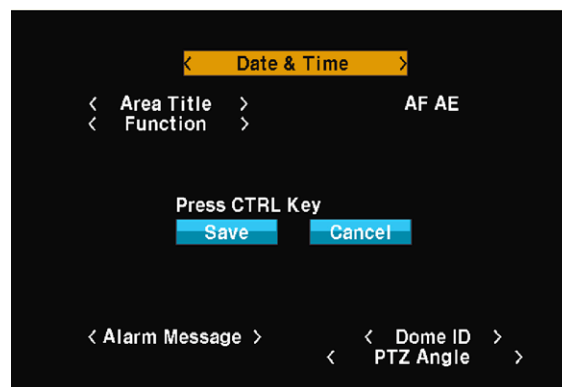 < Date & Time >
< Area Title > AF AE
< Function >
Press CTRL Key
Save Cancel
< Alarm Message > < Dome ID >
< PTZ Angle >